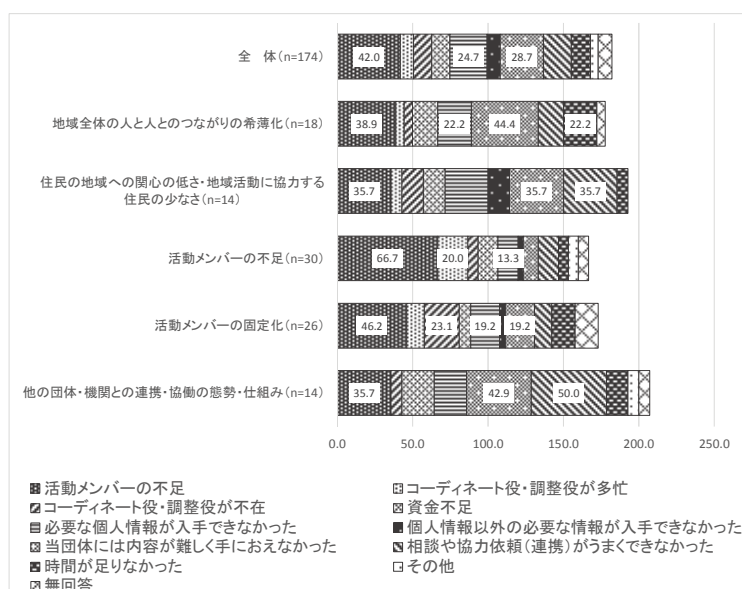 全　体(n=174)
42.0 24.7 28.7
地域全体の人と人とのつながりの希薄化(n=18)
38.9 22.2 44.4 22.2
住民の地域への関心の低さ・地域活動に協力する
住民の少なさ(n=14)
35.7 35.7 35.7
活動メンバーの不足(n=30)
66.7 20.0 13.3
活動メンバーの固定化(n=26)
46.2 23.1 19.2 19.2
他の団体・機関との連携・協働の態勢・仕組み(n=14)
35.7 42.9 50.0
0.0 50.0 100.0 150.0 200.0 250.0
活動メンバーの不足 コーディネート役・調整役が多忙
コーディネート役・調整役が不在 資金不足
必要な個人情報が入手できなかった 個人情報以外の必要な情報が入手できなかった
当団体には内容が難しく手におえなかった 相談や協力依頼(連携)がうまくできなかった
時間が足りなかった その他
無回答